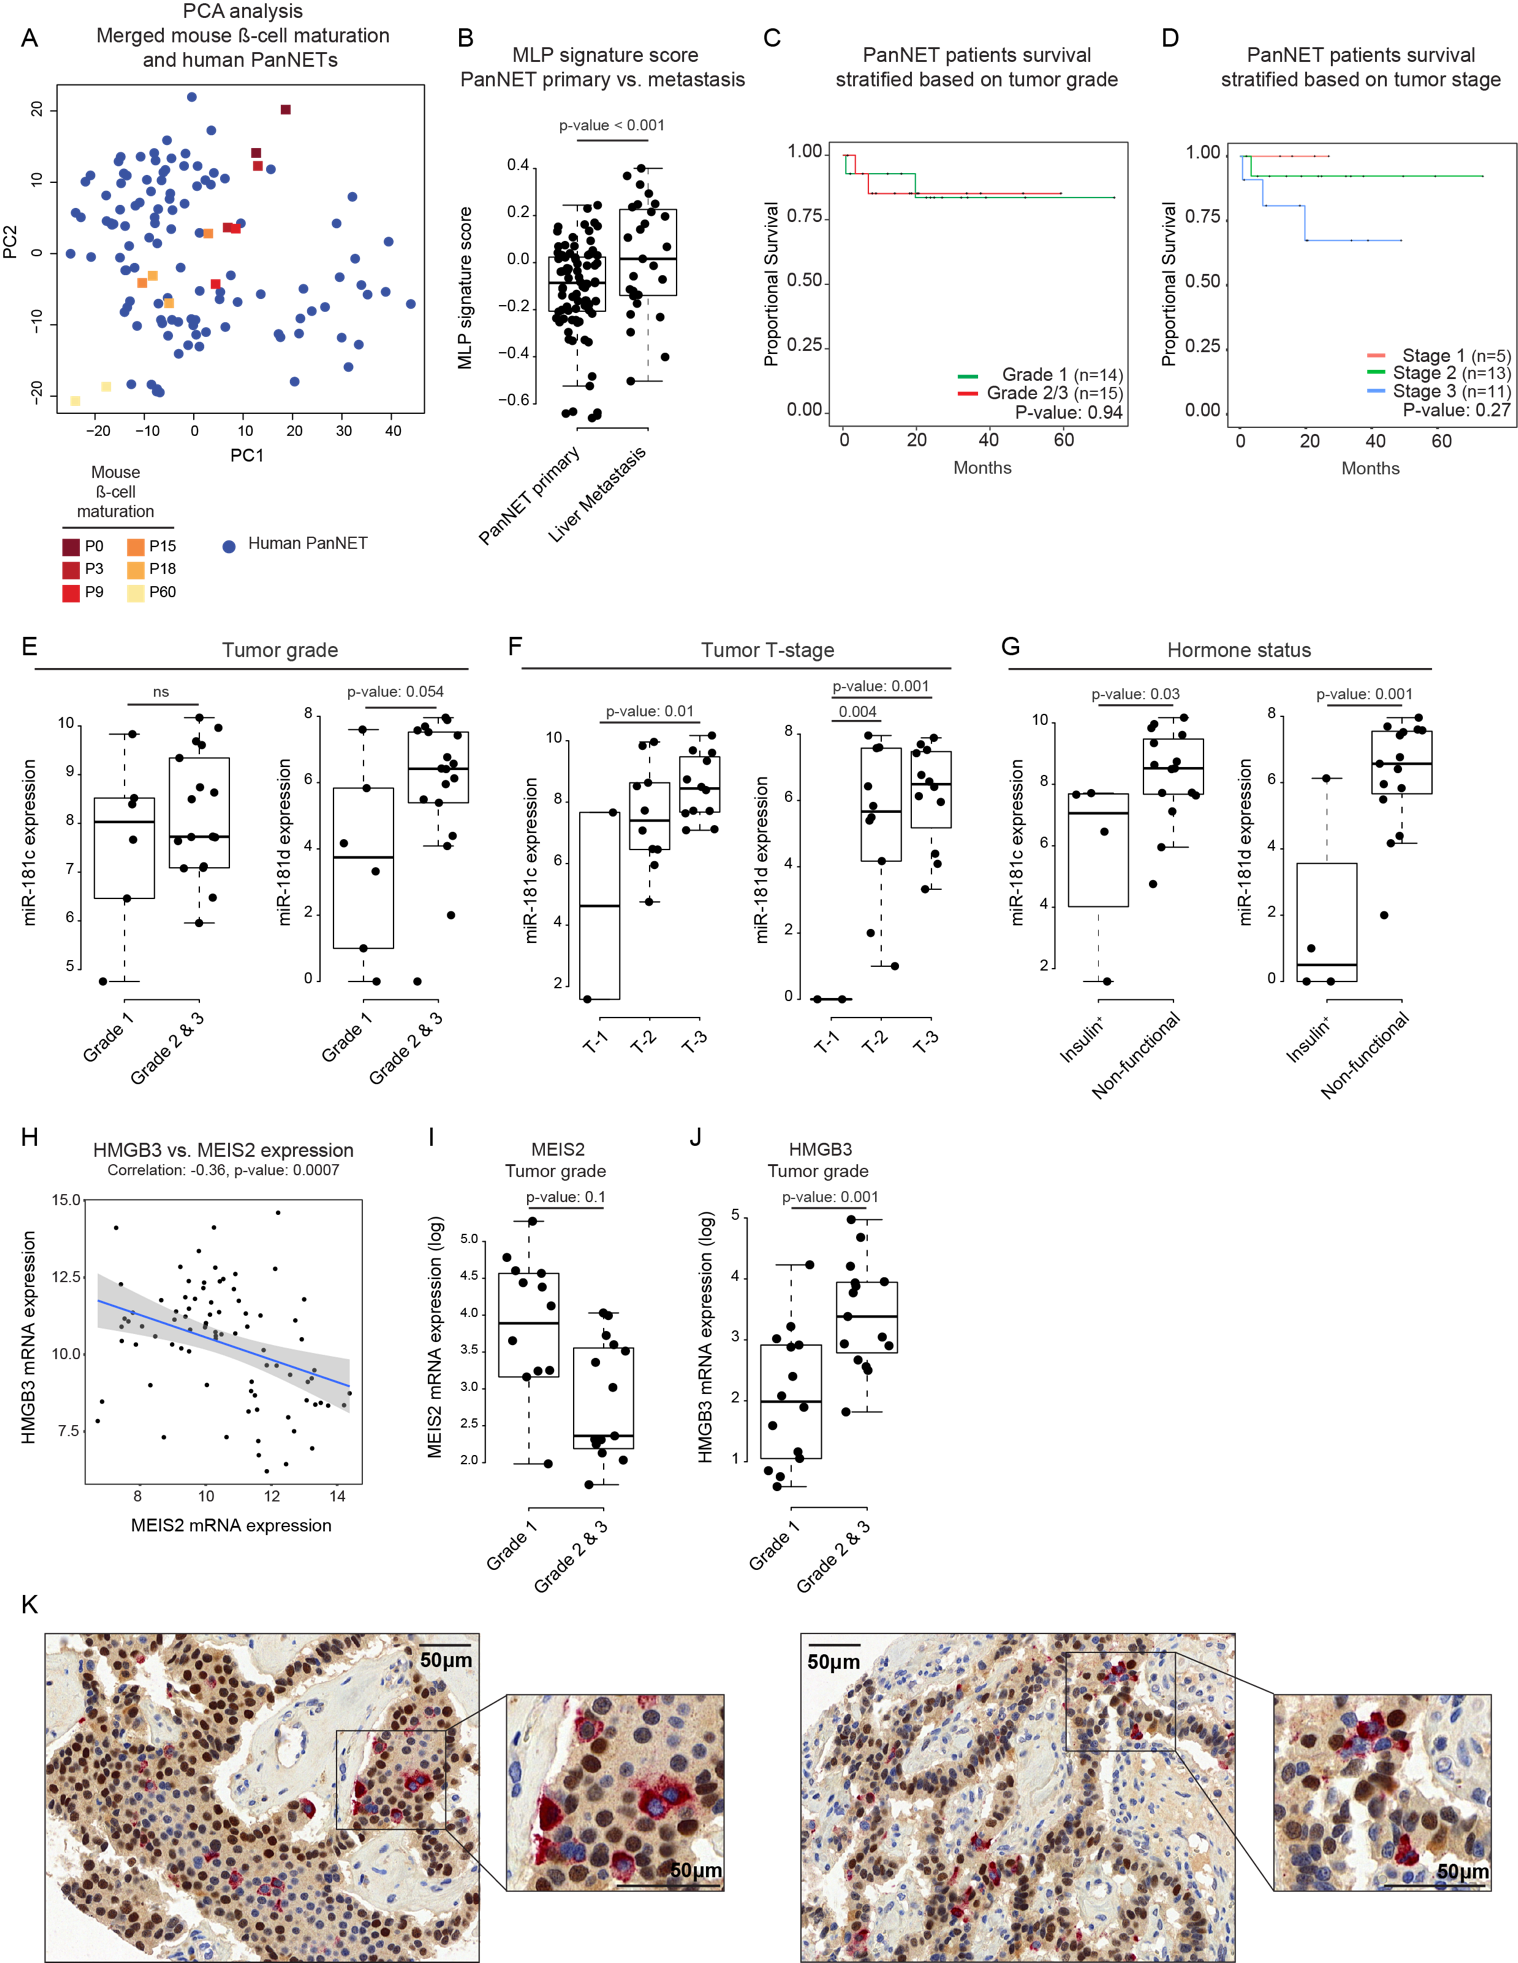 A
PCA analysis
Merged mouse ß-cell maturation
and human PanNETs
PC2
20
10
0
−10
−20
−20
−10
0
10
20
30
40
PC1
Mouse
ß-cell
maturation
P0
P3
P9
P15
P18
P60
Human PanNET
B
MLP signature score
PanNET primary vs. metastasis
p-value < 0.001
MLP signature score
0.4
0.2
0.0
−0.2
−0.4
−0.6
PanNET primary
Liver Metastasis
C
PanNET patients survival
stratified based on tumor grade
Proportional Survival
1.00
0.75
0.50
0.25
0.00
Grade 1 (n=14)
Grade 2/3 (n=15)
P-value: 0.94
0
20
40
60
Months
D
PanNET patients survival
stratified based on tumor stage
Proportional Survival
1.00
0.75
0.50
0.25
0.00
Stage 1 (n=5)
Stage 2 (n=13)
Stage 3 (n=11)
P-value: 0.27
0
20
40
60
Months
E
Tumor grade
ns
miR-181c expression
10
9
8
7
6
5
Grade 1
Grade 2 & 3
p-value: 0.054
miR-181d expression
8
6
4
2
0
Grade 1
Grade 2 & 3
F
Tumor T-stage
p-value: 0.01
miR-181c expression
10
8
6
4
2
T-1
T-2
T-3
p-value: 0.001
0.004
miR-181d expression
8
6
4
2
0
T-1
T-2
T-3
G
Hormone status
p-value: 0.03
miR-181c expression
10
8
6
4
2
Insulin+
Non-functional
p-value: 0.001
miR-181d expression
8
6
4
2
0
Insulin+
Non-functional
H
HMGB3 vs. MEIS2 expression
Correlation: -0.36, p-value: 0.0007
HMGB3 mRNA expression
15.0
12.5
10.0
7.5
8
10
12
14
MEIS2 mRNA expression
I
MEIS2
Tumor grade
p-value: 0.1
MEIS2 mRNA expression (log)
5.0
4.5
4.0
3.5
3.0
2.5
2.0
Grade 1
Grade 2 & 3
J
HMGB3
Tumor grade
p-value: 0.001
HMGB3 mRNA expression (log)
5
4
3
2
1
Grade 1
Grade 2 & 3
K
50µm
50µm
50µm
50µm